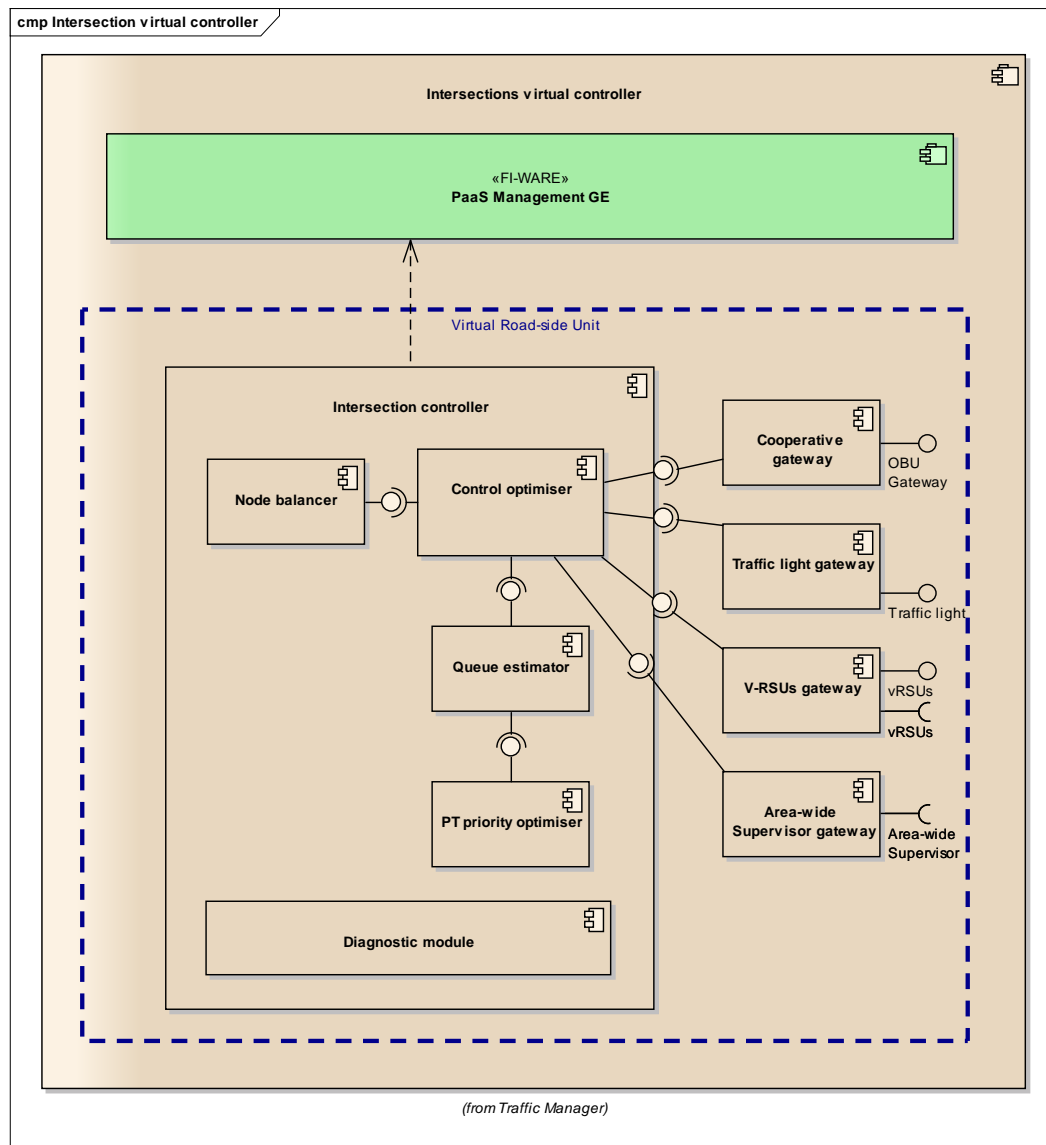 cmp Intersection virtual controller
Intersections virtual controller
«FI-WARE»
PaaS Management GE
Virtual Road-side Unit
Intersection controller
Node balancer
Control optimiser
Cooperative
gateway
OBU
Gateway
Traffic light gateway
Traffic light
Queue estimator
V-RSUs gateway
vRSUs
vRSUs
PT priority optimiser
Area-wide
Supervisor gateway
Area-wide
Supervisor
Diagnostic module
(from Traffic Manager)